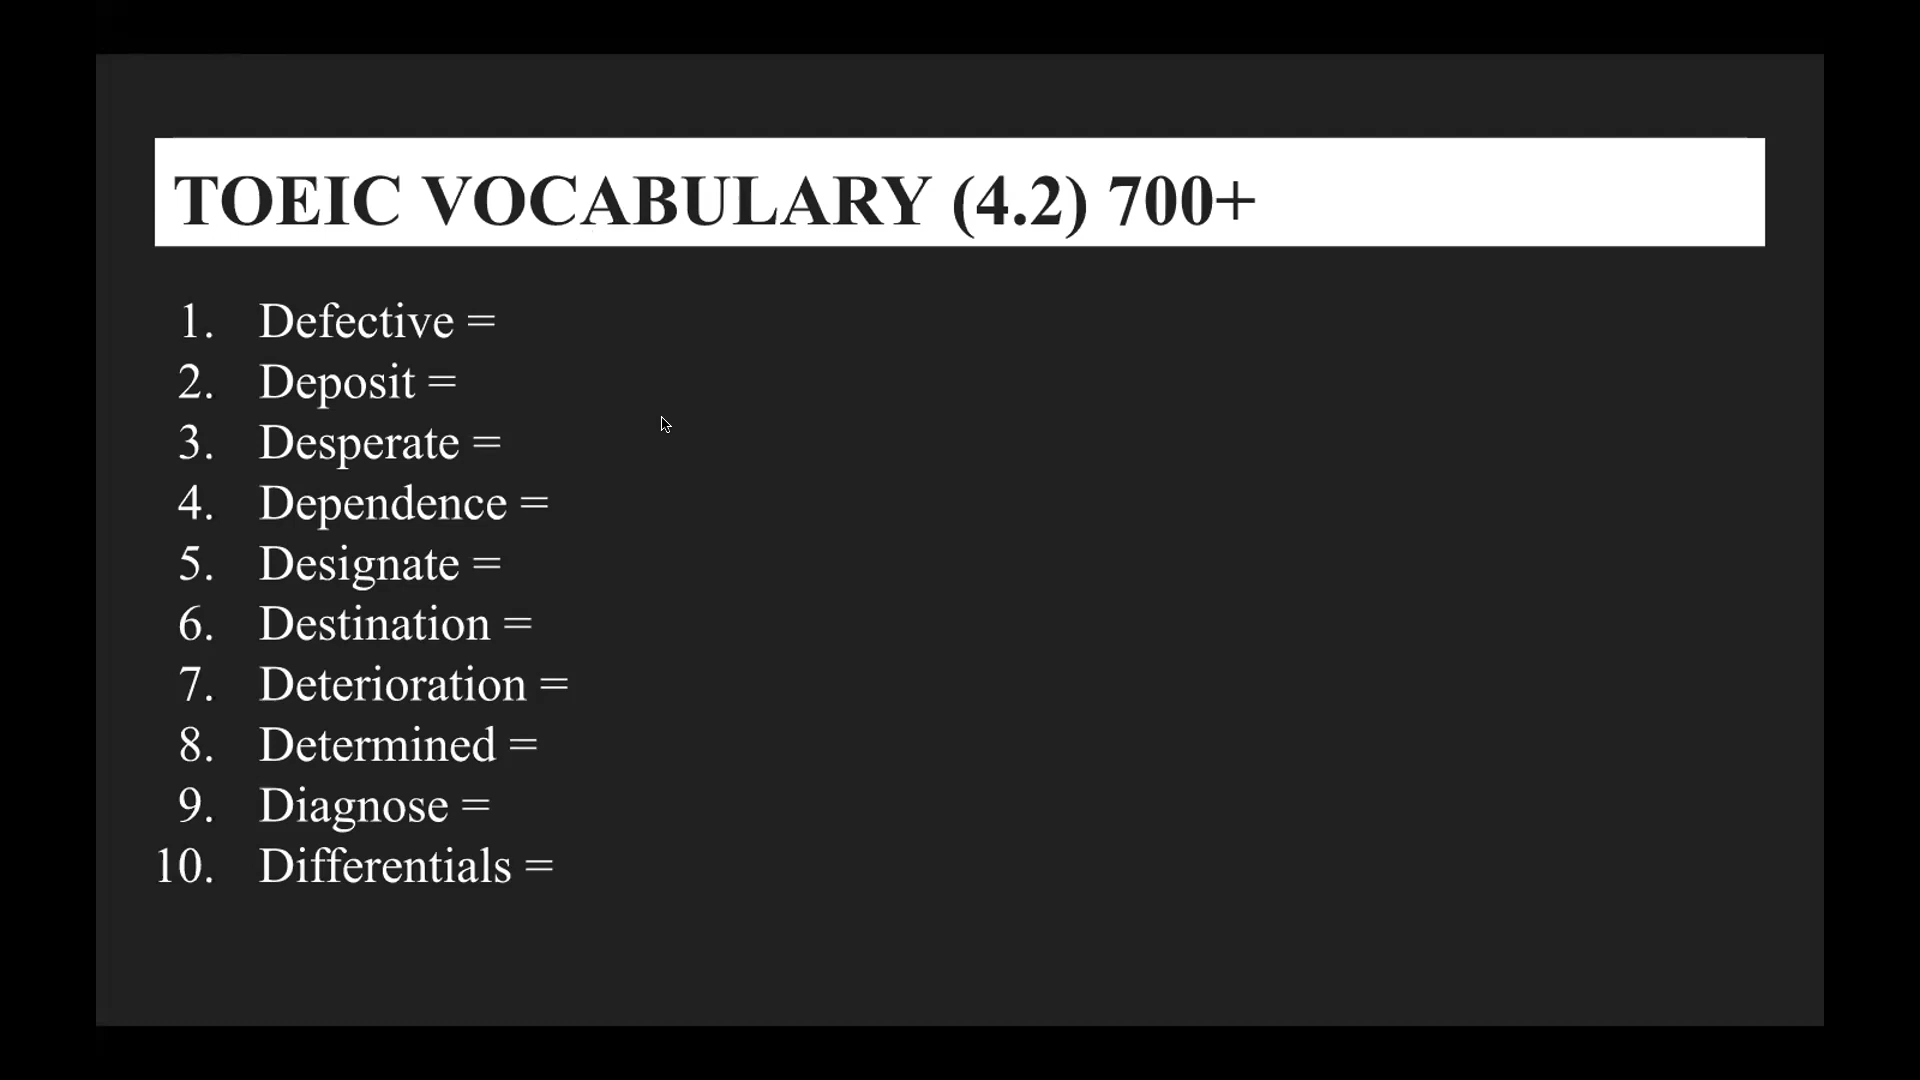 TOEIC VOCABULARY (4.2) 700+
1. Defective =
2. Deposit =
3. Desperate =
4. Dependence =
5. Designate =
6. Destination =
7. Deterioration =
8. Determined =
9. Diagnose =
10. Differentials =